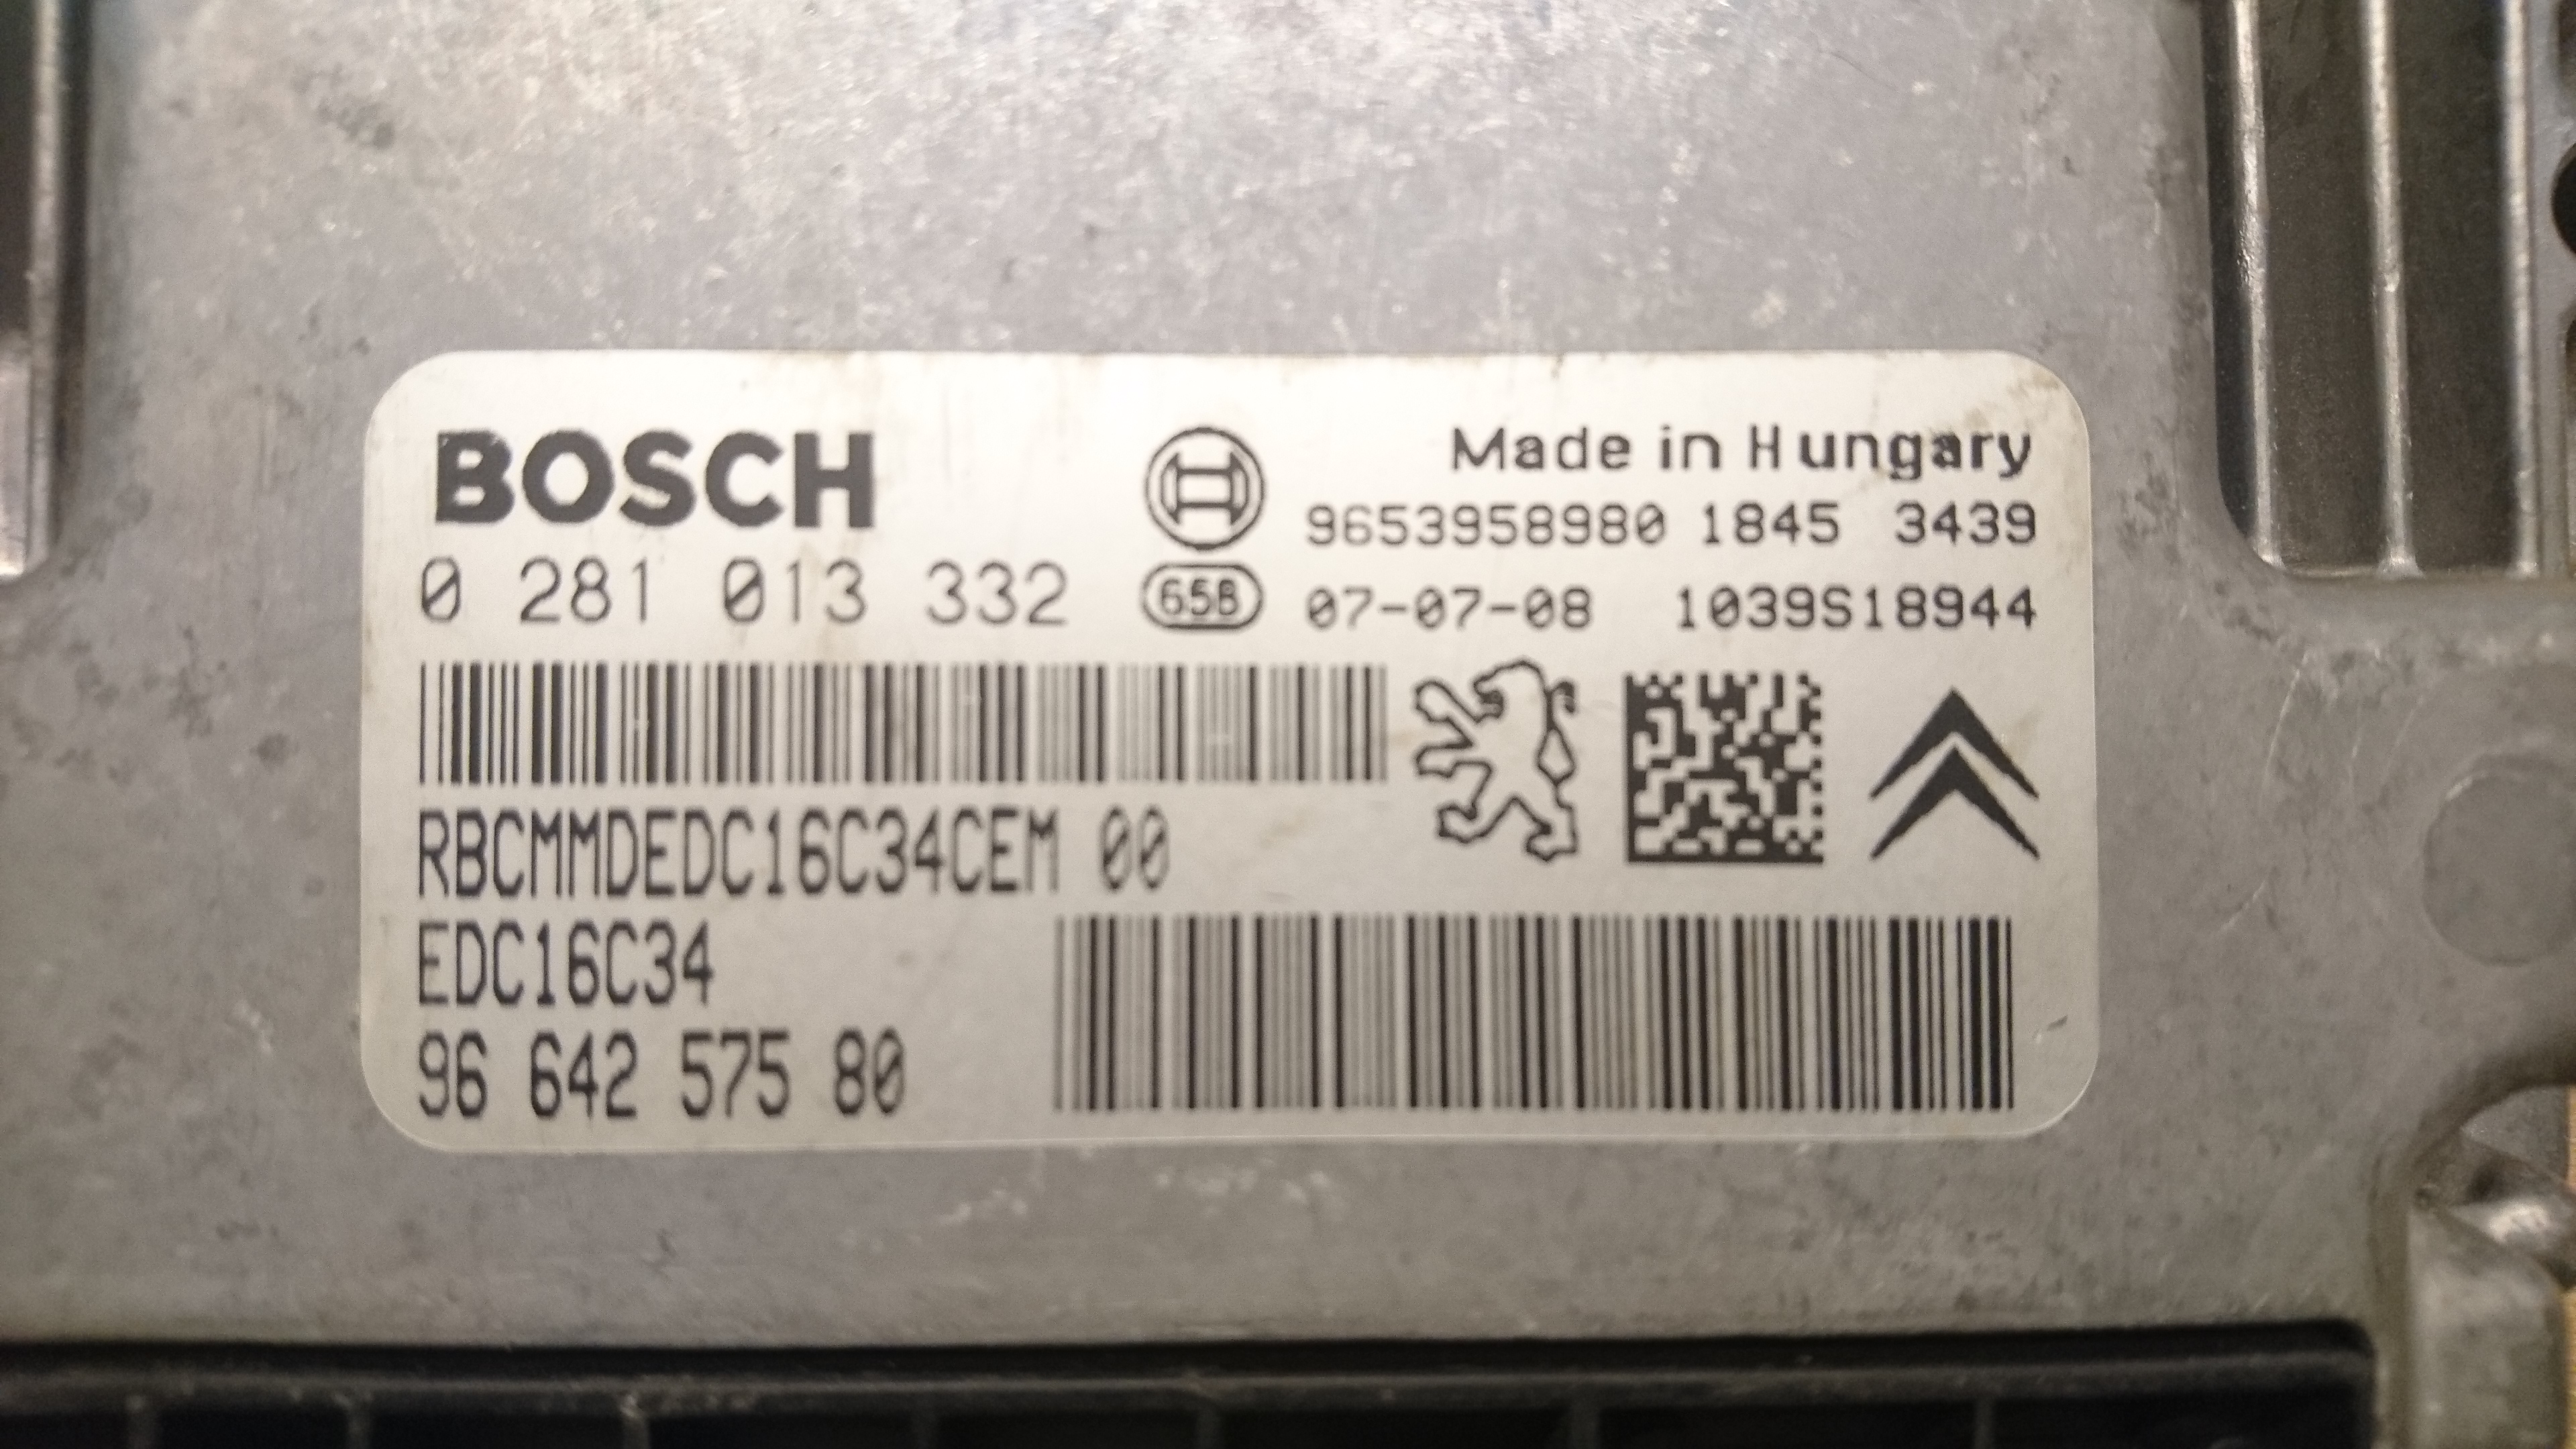 BOSCH
Made in Hungary
9653958980 1845 3439
0 281 013 332
65B
07-07-08 1039S18944
RBCMMDEDC16C34CEM 00
EDC16C34
96 642 575 80